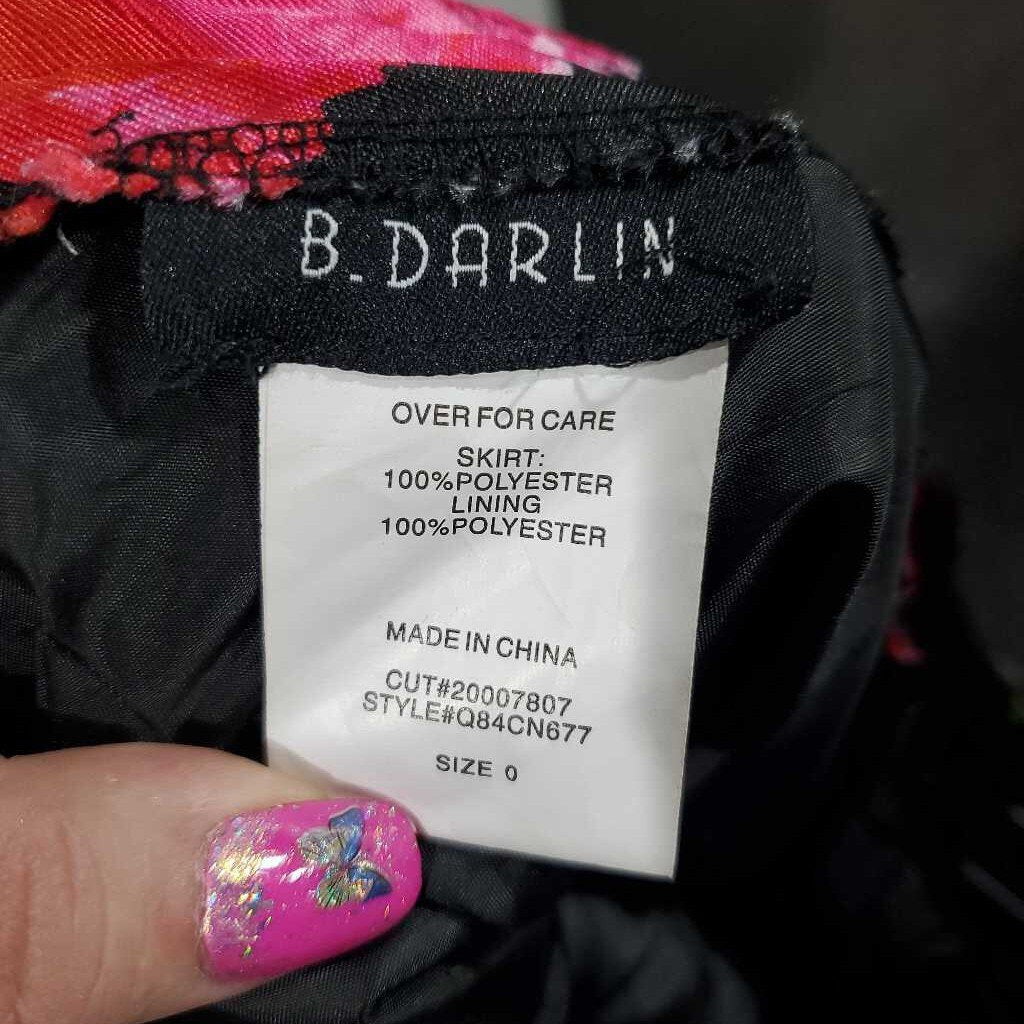 B. DARLIN
OVER FOR CARE
SKIRT:
100%POLYESTER
LINING
100%POLYESTER
MADE IN CHINA
CUT#20007807
STYLE#Q84CN677
SIZE 0